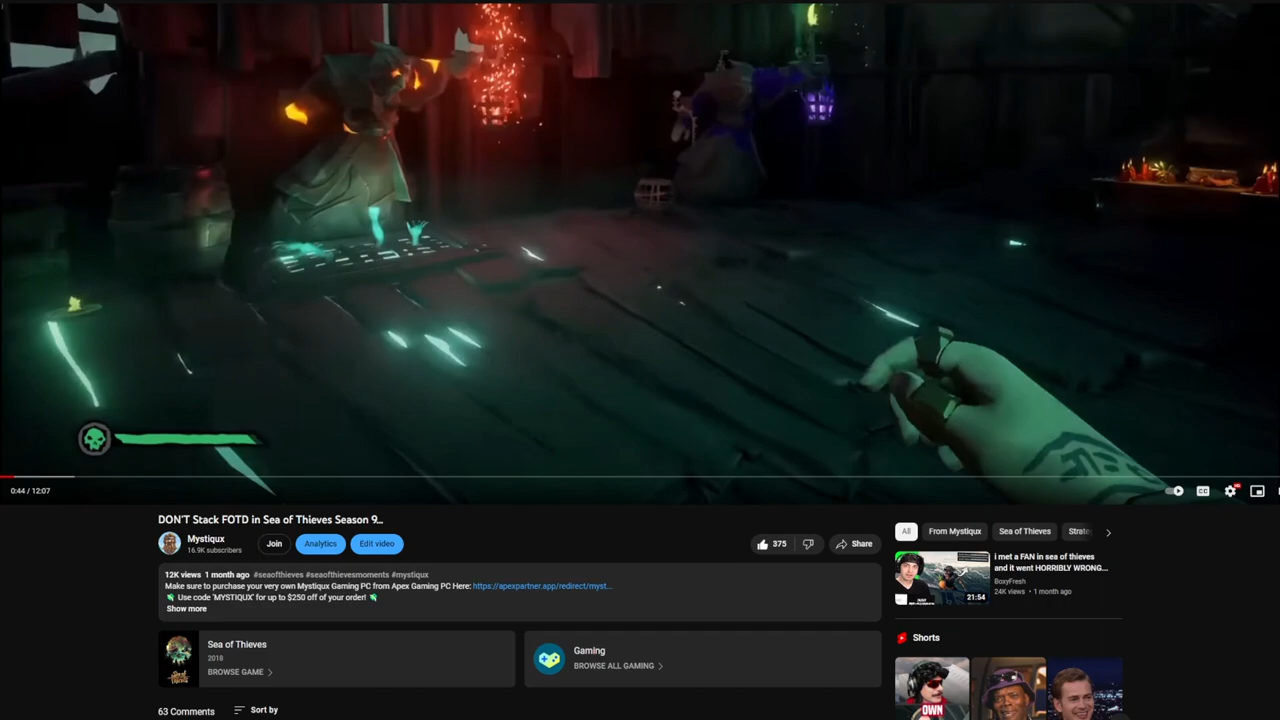 0:44 / 12:07
CC
HD
DON'T Stack FOTD in Sea of Thieves Season 9...
Mystiqux
16.9K subscribers
Join
Analytics
Edit video
375
Share
12K views 1 month ago #seaofthieves #seaofthievesmoments #mystiqux
Make sure to purchase your very own Mystiqux Gaming PC from Apex Gaming PC Here: https://apexpartner.app/redirect/myst...
Use code 'MYSTIQUX' for up to $250 off of your order!
Show more
Sea of Thieves
2018
BROWSE GAME
Gaming
BROWSE ALL GAMING
63 Comments
Sort by
All
From Mystiqux
Sea of Thieves
Strate
i met a FAN in sea of thieves
and it went HORRIBLY WRONG...
BoxyFresh
24K views • 1 month ago
21:54
Shorts
OWN